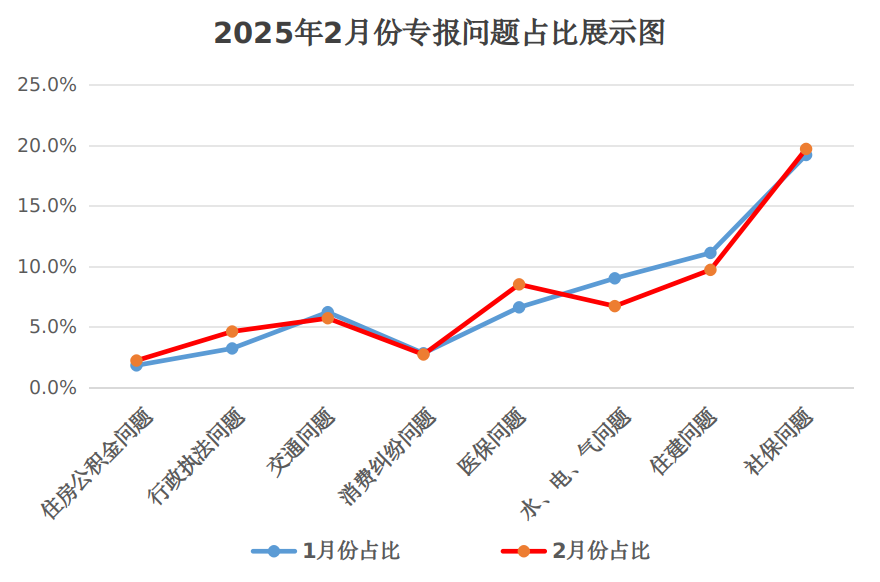 2025年2月份专报问题占比展示图
25.0%
20.0%
15.0%
10.0%
5.0%
0.0%
住房公积金问题
行政执法问题
交通问题
消费纠纷问题
医保问题
水、电、气问题
住建问题
社保问题
1月份占比
2月份占比